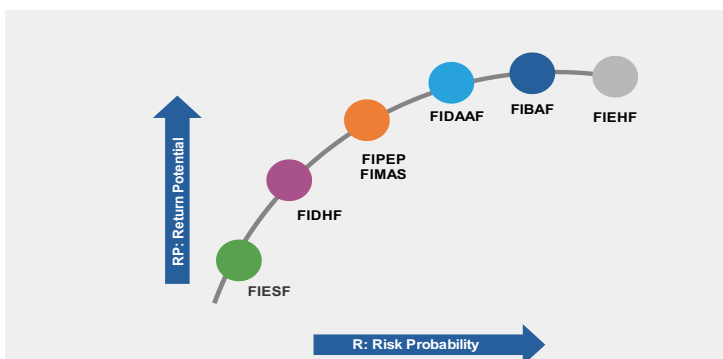 FIDAAF
FIBAF
FIEHF
FIPEP
FIMAS
FIDHF
FIESF
RP: Return Potential
R: Risk Probability